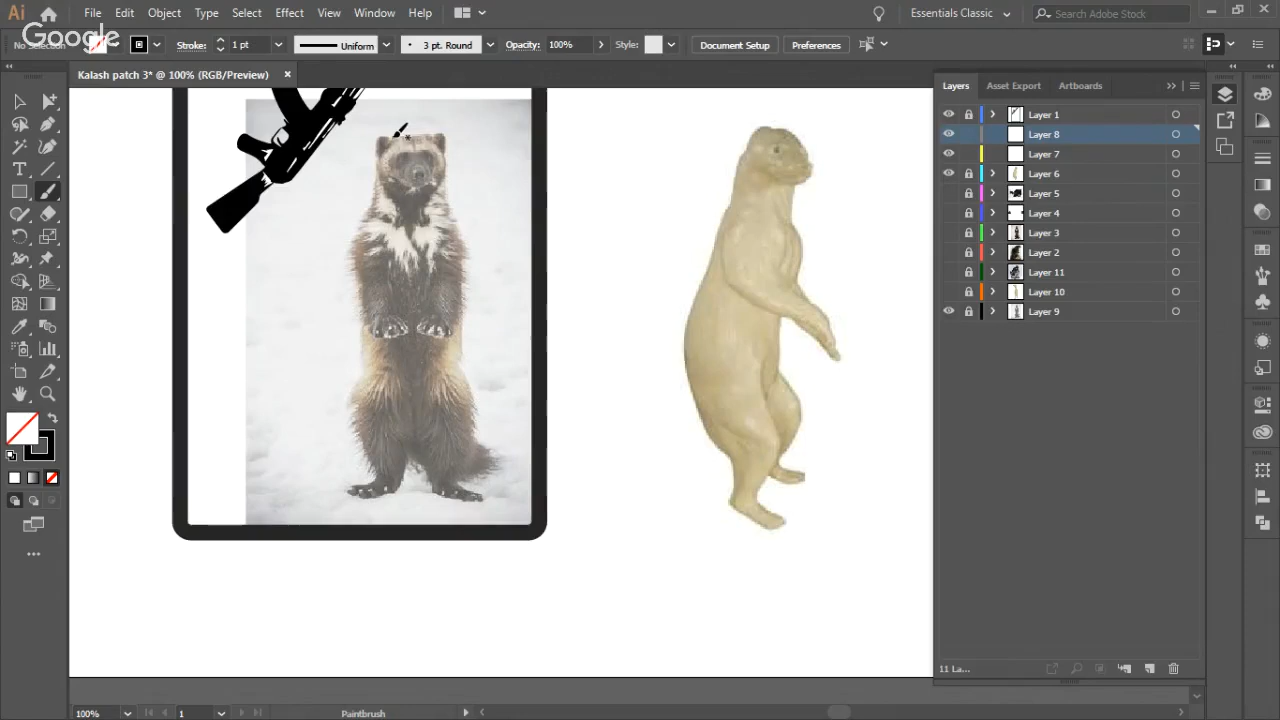 Ai File Edit Object Type Select Effect View Window Help Essentials Classic Search Adobe Stock
Google
No Selection Stroke: 1 pt Uniform 3 pt. Round Opacity: 100% Style: Document Setup Preferences
Kalash patch 3* @ 100% (RGB/Preview) ×
Layers Asset Export Artboards
Layer 1
Layer 8
Layer 7
Layer 6
Layer 5
Layer 4
Layer 3
Layer 2
Layer 11
Layer 10
Layer 9
11 La...
100% 1 Paintbrush